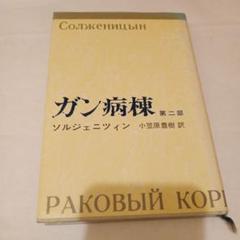 Солженицын
ガン病棟 第二部
ソルジェニツィン 小笠原豊樹 訳
РАКОВЫЙ КОР